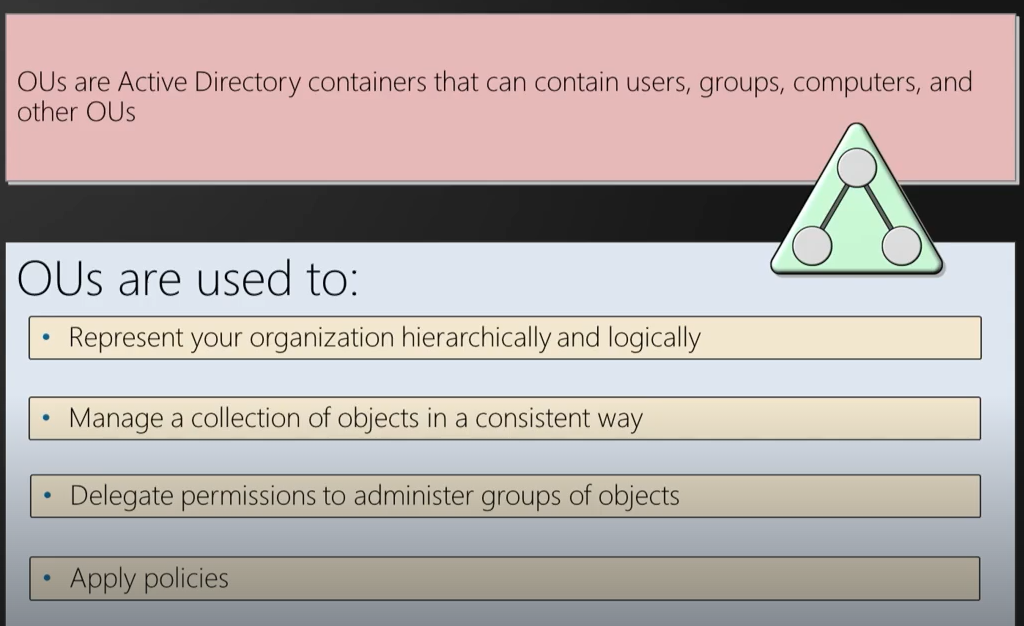 OUs are Active Directory containers that can contain users, groups, computers, and
other OUs
OUs are used to:
• Represent your organization hierarchically and logically
• Manage a collection of objects in a consistent way
• Delegate permissions to administer groups of objects
• Apply policies